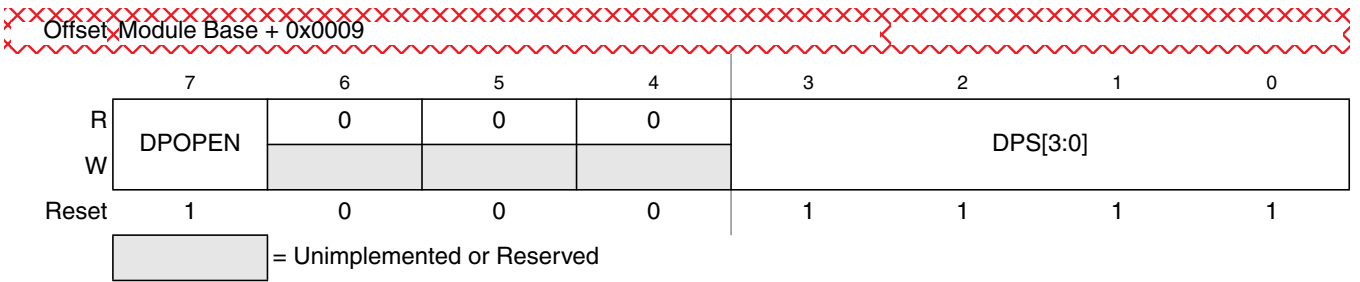 Offset Module Base + 0x0009
7 6 5 4 3 2 1 0
R DPOPEN 0 0 0 DPS[3:0]
W
Reset 1 0 0 0 1 1 1 1
= Unimplemented or Reserved